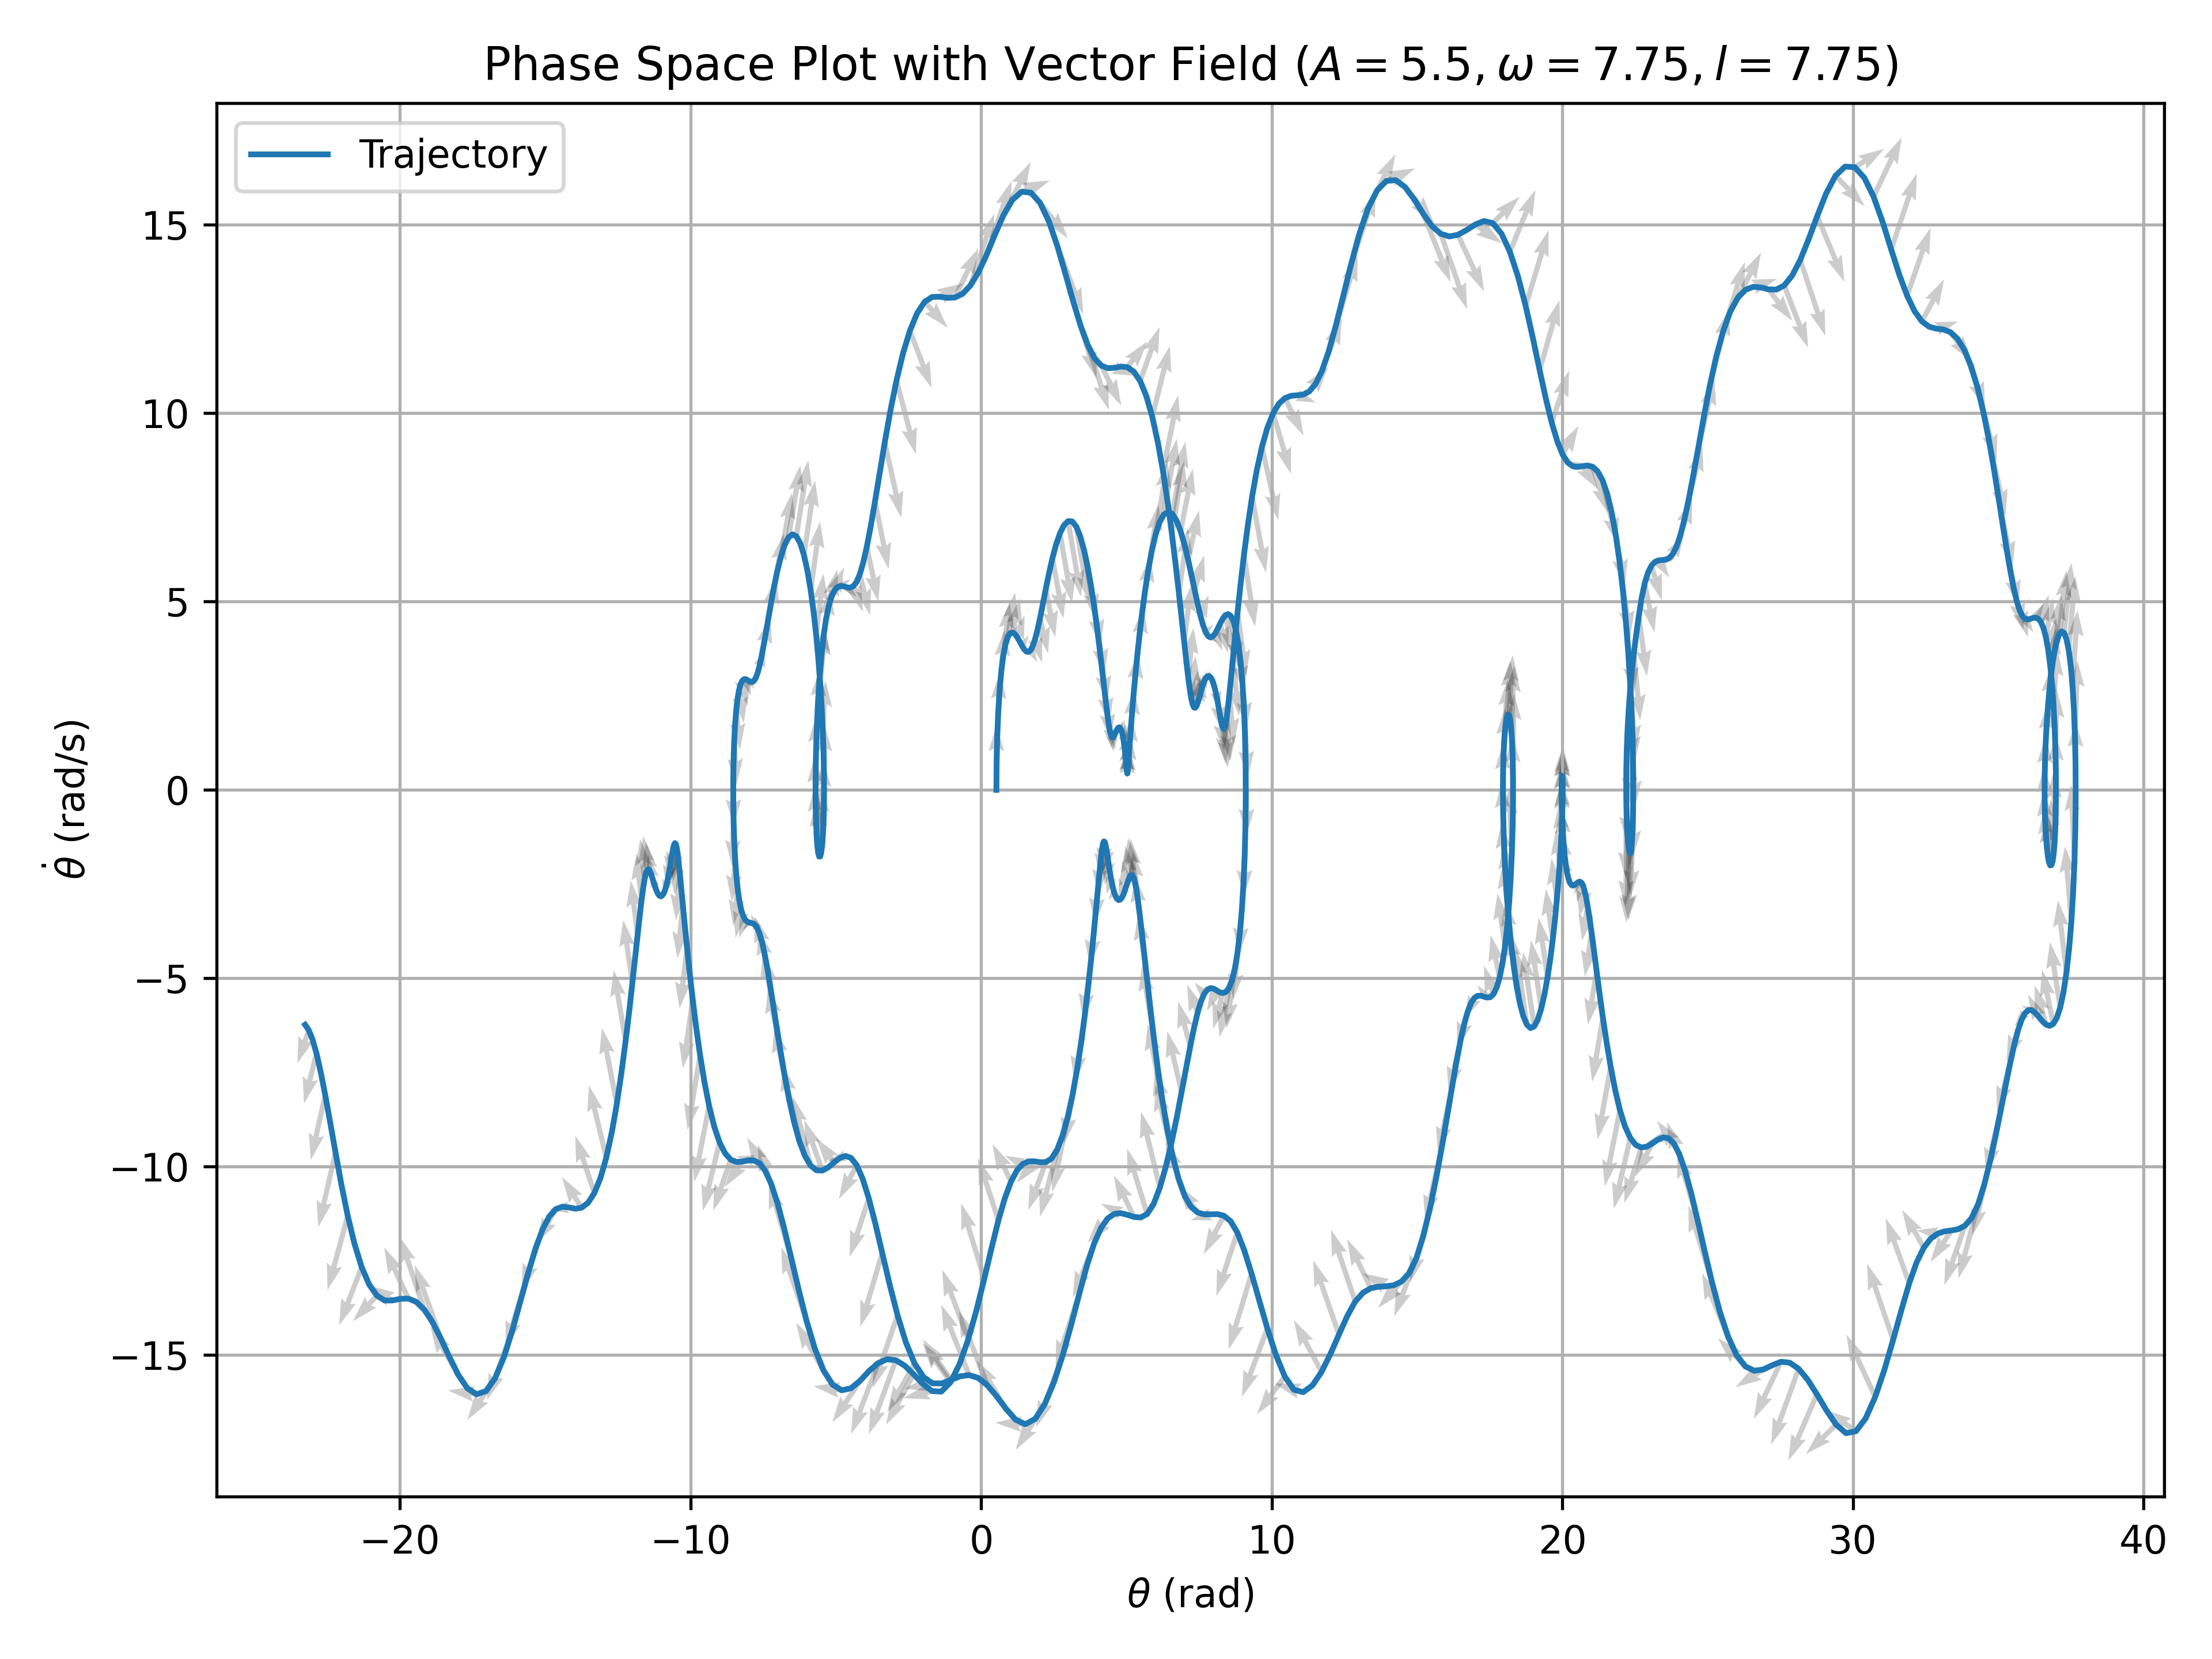 Phase Space Plot with Vector Field (A = 5.5, ω = 7.75, l = 7.75)
Trajectory
15
10
5
0
−5
−10
−15
θ̇ (rad/s)
−20 −10 0 10 20 30 40
θ (rad)